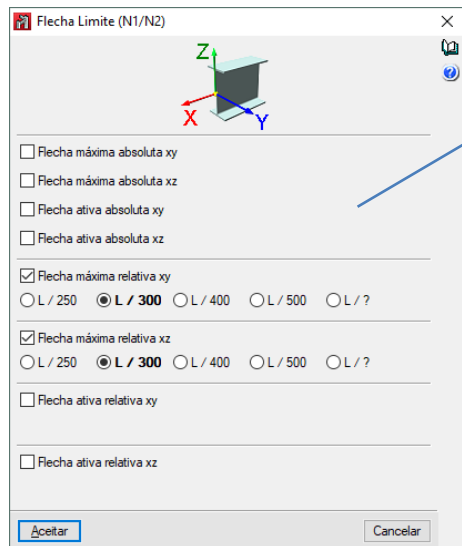 Flecha Limite (N1/N2)
Z
X
Y
Flecha máxima absoluta xy
Flecha máxima absoluta xz
Flecha ativa absoluta xy
Flecha ativa absoluta xz
Flecha máxima relativa xy
L / 250 L / 300 L / 400 L / 500 L / ?
Flecha máxima relativa xz
L / 250 L / 300 L / 400 L / 500 L / ?
Flecha ativa relativa xy
Flecha ativa relativa xz
Aceitar Cancelar